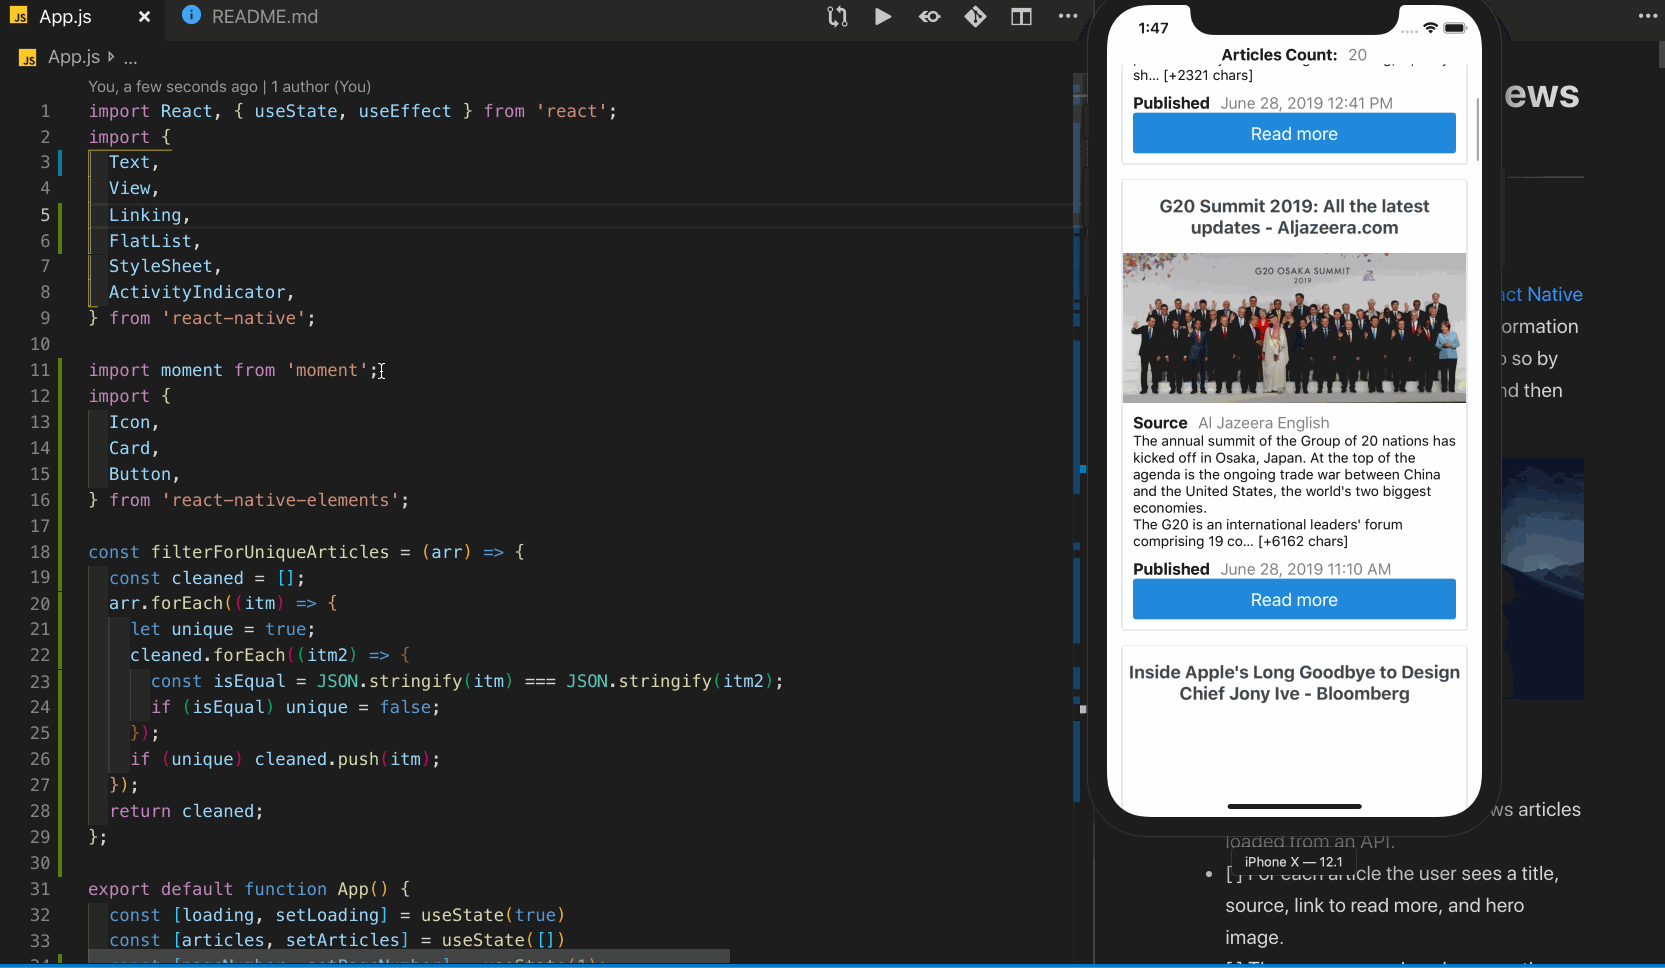 JS App.js ×
README.md
JS App.js ...
You, a few seconds ago | 1 author (You)
1 import React, { useState, useEffect } from 'react';
2 import {
3 Text,
4 View,
5 Linking,
6 FlatList,
7 StyleSheet,
8 ActivityIndicator,
9 } from 'react-native';
10
11 import moment from 'moment';
12 import {
13 Icon,
14 Card,
15 Button,
16 } from 'react-native-elements';
17
18 const filterForUniqueArticles = (arr) => {
19 const cleaned = [];
20 arr.forEach((itm) => {
21 let unique = true;
22 cleaned.forEach((itm2) => {
23 const isEqual = JSON.stringify(itm) === JSON.stringify(itm2);
24 if (isEqual) unique = false;
25 });
26 if (unique) cleaned.push(itm);
27 });
28 return cleaned;
29 };
30
31 export default function App() {
32 const [loading, setLoading] = useState(true)
33 const [articles, setArticles] = useState([])
1:47
Articles Count: 20
sh... [+2321 chars]
Published June 28, 2019 12:41 PM
Read more
G20 Summit 2019: All the latest
updates - Aljazeera.com
G20 OSAKA SUMMIT
2019
Source Al Jazeera English
The annual summit of the Group of 20 nations has
kicked off in Osaka, Japan. At the top of the
agenda is the ongoing trade war between China
and the United States, the world's two biggest
economies.
The G20 is an international leaders' forum
comprising 19 co... [+6162 chars]
Published June 28, 2019 11:10 AM
Read more
Inside Apple's Long Goodbye to Design
Chief Jony Ive - Bloomberg
iPhone X — 12.1
ews
act Native
ormation
so by
nd then
ws articles
loaded from an API.
[ ] For each article the user sees a title,
source, link to read more, and hero
image.